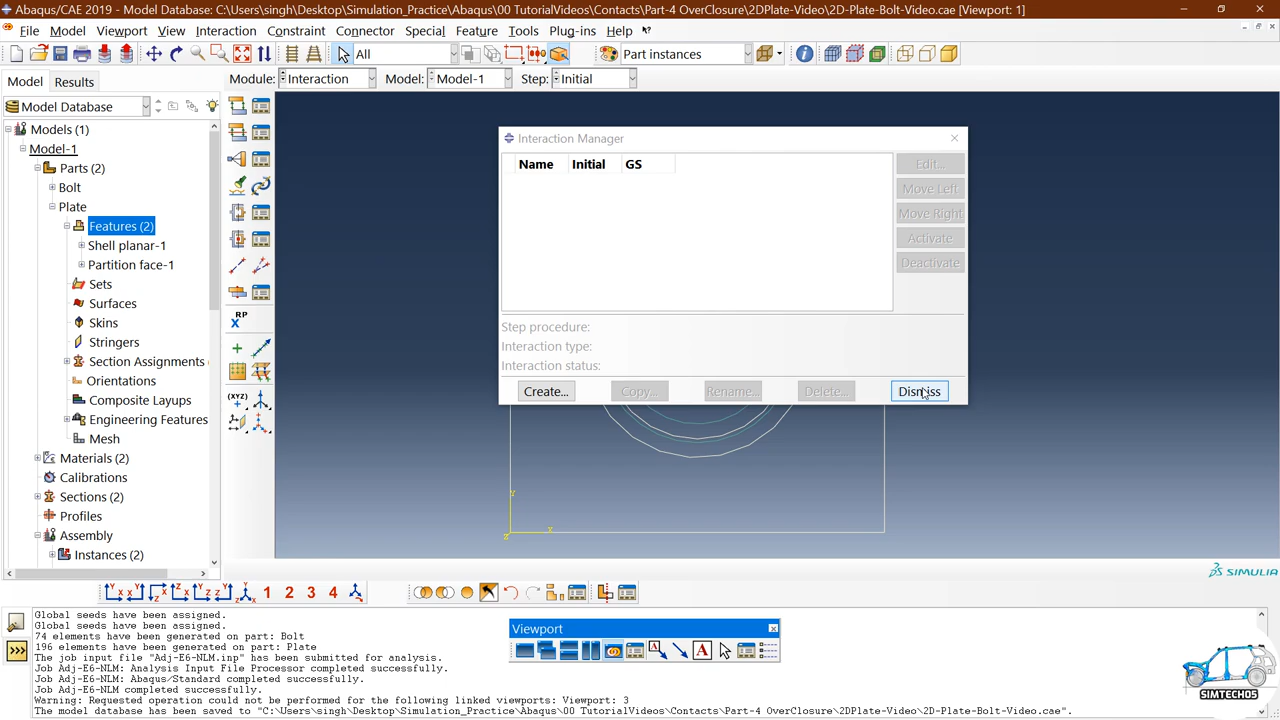 Abaqus/CAE 2019 - Model Database: C:\Users\singh\Desktop\Simulation_Practice\Abaqus\00 TutorialVideos\Contacts\Part-4 OverClosure\2DPlate-Video\2D-Plate-Bolt-Video.cae [Viewport: 1]
File Model Viewport View Interaction Constraint Connector Special Feature Tools Plug-ins Help
All Part instances
Model Results Module: Interaction Model: Model-1 Step: Initial
Model Database
Models (1)
Model-1
Parts (2)
Bolt
Plate
Features (2)
Shell planar-1
Partition face-1
Sets
Surfaces
Skins
Stringers
Section Assignments
Orientations
Composite Layups
Engineering Features
Mesh
Materials (2)
Calibrations
Sections (2)
Profiles
Assembly
Instances (2)
RP
X
(XYZ)
Interaction Manager
Name Initial GS
Edit...
Move Left
Move Right
Activate
Deactivate
Step procedure:
Interaction type:
Interaction status:
Create... Copy... Rename... Delete... Dismiss
Y
X
Z
SIMULIA
1 2 3 4
Viewport
A A
Global seeds have been assigned.
Global seeds have been assigned.
74 elements have been generated on part: Bolt
196 elements have been generated on part: Plate
The job input file "Adj-E6-NLM.inp" has been submitted for analysis.
Job Adj-E6-NLM: Analysis Input File Processor completed successfully.
Job Adj-E6-NLM: Abaqus/Standard completed successfully.
Job Adj-E6-NLM completed successfully.
Warning: Requested operation could not be performed for the following linked viewports: Viewport: 3
The model database has been saved to "C:\Users\singh\Desktop\Simulation_Practice\Abaqus\00 TutorialVideos\Contacts\Part-4 OverClosure\2DPlate-Video\2D-Plate-Bolt-Video.cae".
>>>
SIMTECH05